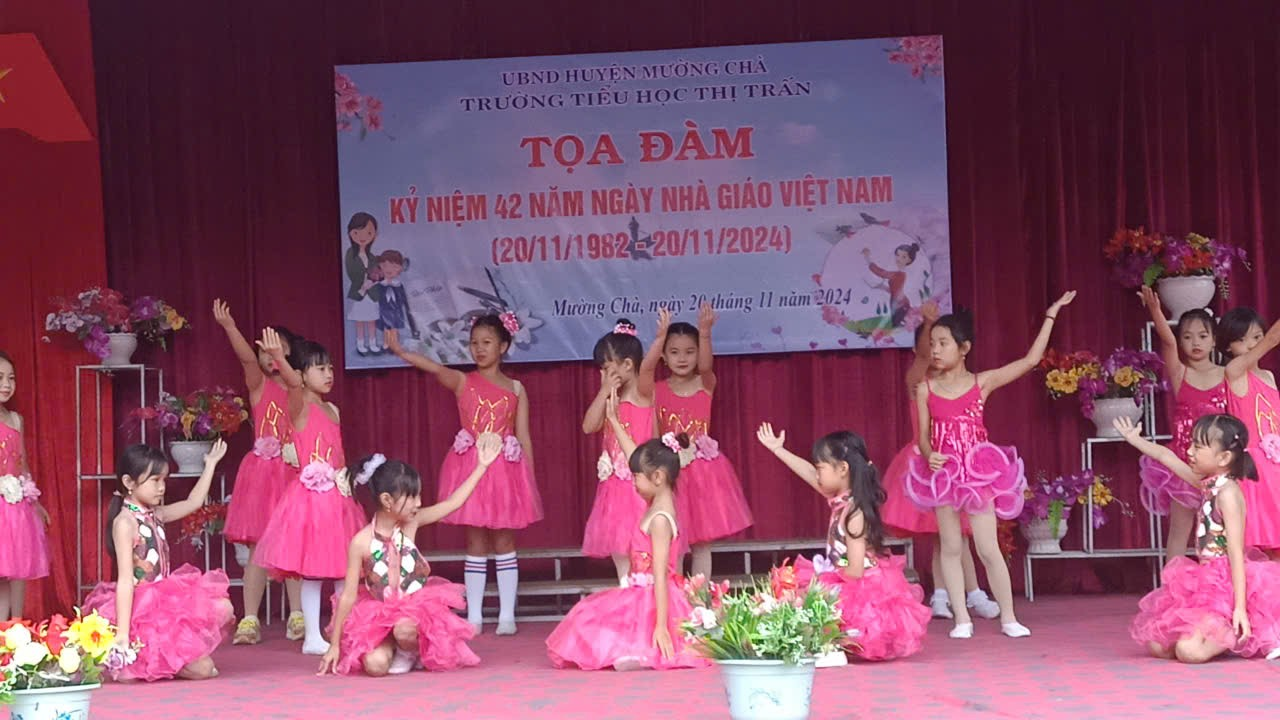 UBND HUYỆN MƯỜNG CHÀ
TRƯỜNG TIỂU HỌC THỊ TRẤN
TỌA ĐÀM
KỶ NIỆM 42 NĂM NGÀY NHÀ GIÁO VIỆT NAM
(20/11/1982 - 20/11/2024)
Mường Chà, ngày 20 tháng 11 năm 2024